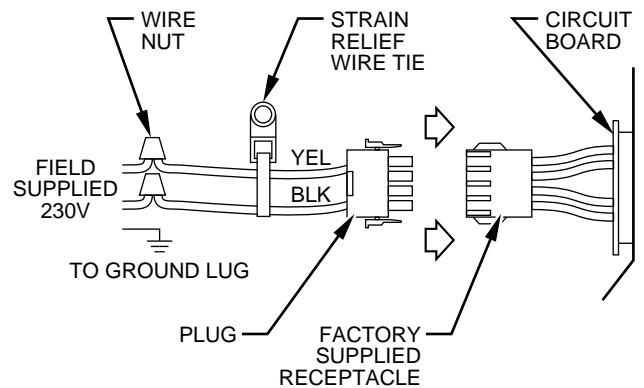 WIRE
NUT
STRAIN
RELIEF
WIRE TIE
CIRCUIT
BOARD
YEL
FIELD
SUPPLIED
230V
BLK
TO GROUND LUG
PLUG
FACTORY
SUPPLIED
RECEPTACLE